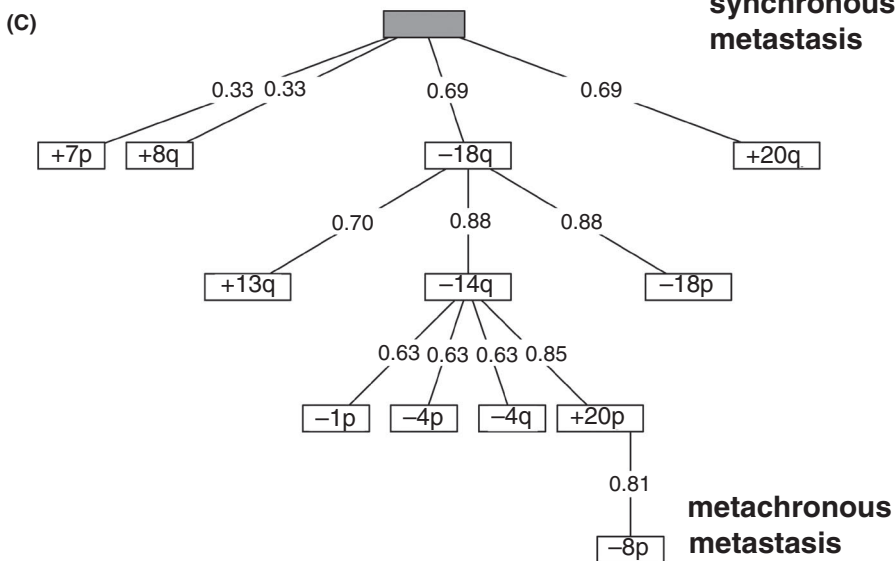 synchronous
metastasis
(C)
0.33 0.33 0.69 0.69
+7p +8q –18q +20q
0.70 0.88 0.88
+13q –14q –18p
0.63 0.63 0.63 0.85
–1p –4p –4q +20p
0.81
metachronous
–8p metastasis